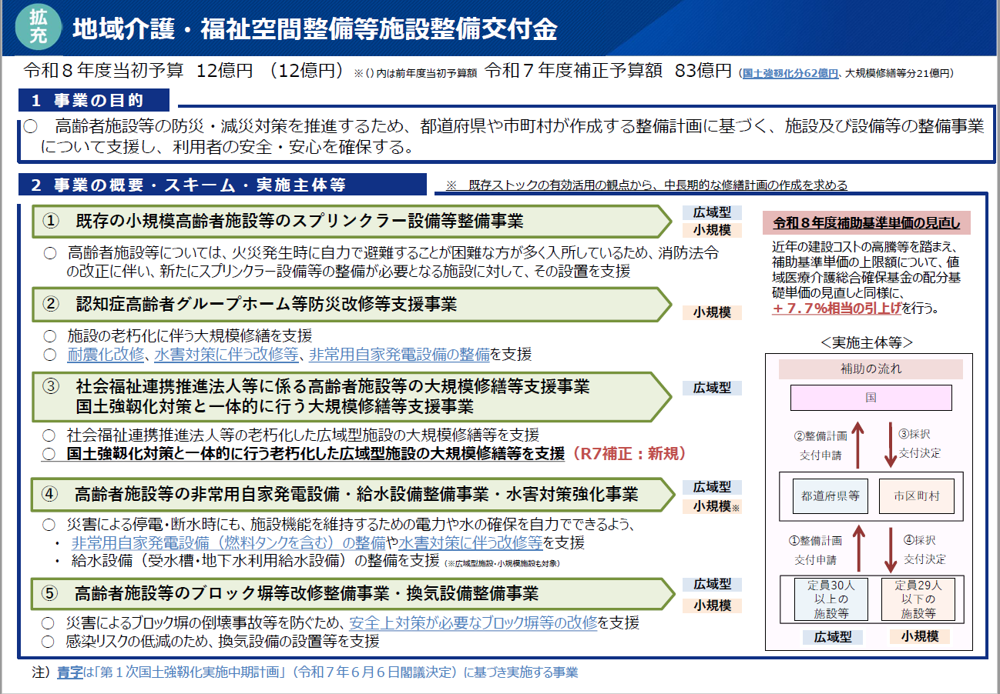 拡充
地域介護・福祉空間整備等施設整備交付金
令和８年度当初予算　12億円　（12億円）※（）内は前年度当初予算額　令和７年度補正予算額　83億円（国土強靱化分62億円、大規模修繕等分21億円）
１ 事業の目的
○　高齢者施設等の防災・減災対策を推進するため、都道府県や市町村が作成する整備計画に基づく、施設及び設備等の整備事業
について支援し、利用者の安全・安心を確保する。
２ 事業の概要・スキーム・実施主体等
※　既存ストックの有効活用の観点から、中長期的な修繕計画の作成を求める
①　既存の小規模高齢者施設等のスプリンクラー設備等整備事業
広域型
小規模
○　高齢者施設等については、火災発生時に自力で避難することが困難な方が多く入所しているため、消防法令
の改正に伴い、新たにスプリンクラー設備等の整備が必要となる施設に対して、その設置を支援
②　認知症高齢者グループホーム等防災改修等支援事業
小規模
○　施設の老朽化に伴う大規模修繕を支援
○　耐震化改修、水害対策に伴う改修等、非常用自家発電設備の整備を支援
③　社会福祉連携推進法人等に係る高齢者施設等の大規模修繕等支援事業
国土強靱化対策と一体的に行う大規模修繕等支援事業
広域型
○　社会福祉連携推進法人等の老朽化した広域型施設の大規模修繕等を支援
○　国土強靱化対策と一体的に行う老朽化した広域型施設の大規模修繕等を支援（R7補正：新規）
④　高齢者施設等の非常用自家発電設備・給水設備整備事業・水害対策強化事業
広域型
小規模※
○　災害による停電・断水時にも、施設機能を維持するための電力や水の確保を自力でできるよう、
・　非常用自家発電設備（燃料タンクを含む）の整備や水害対策に伴う改修等を支援
・　給水設備（受水槽・地下水利用給水設備）の整備を支援（※広域型施設・小規模施設も対象）
⑤　高齢者施設等のブロック塀等改修整備事業・換気設備整備事業
広域型
小規模
○　災害によるブロック塀の倒壊事故等を防ぐため、安全上対策が必要なブロック塀等の改修を支援
○　感染リスクの低減のため、換気設備の設置等を支援
令和８年度補助基準単価の見直し
近年の建設コストの高騰等を踏まえ、
補助基準単価の上限額について、値
域医療介護総合確保基金の配分基
礎単価の見直しと同様に、
＋７.７％相当の引上げを行う。
＜実施主体等＞
補助の流れ
国
②整備計画
交付申請
③採択
交付決定
都道府県等
市区町村
①整備計画
交付申請
④採択
交付決定
定員30人
以上の
施設等
定員29人
以下の
施設等
広域型
小規模
注）青字は「第１次国土強靱化実施中期計画」（令和７年６月６日閣議決定）に基づき実施する事業